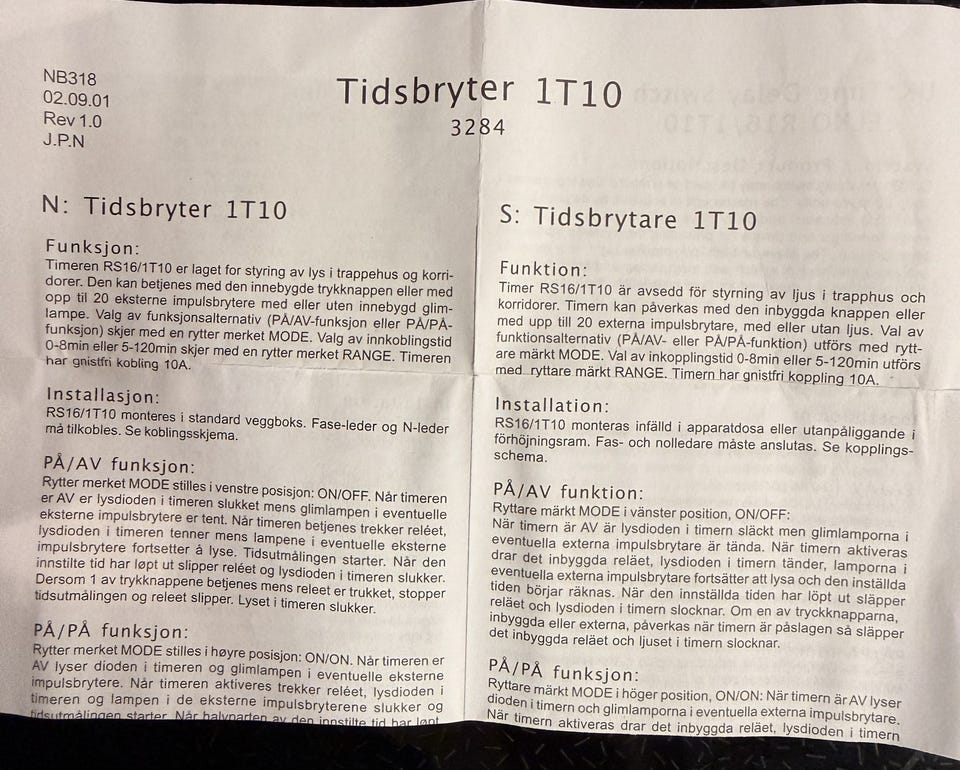 NB318
02.09.01
Rev 1.0
J.P.N
Tidsbryter 1T10
3284
N: Tidsbryter 1T10
Funksjon:
Timeren RS16/1T10 er laget for styring av lys i trappehus og korri-
dorer. Den kan betjenes med den innebygde trykknappen eller med
opp til 20 eksterne impulsbrytere med eller uten innebygd glim-
lampe. Valg av funksjonsalternativ (PÅ/AV-funksjon eller PÅ/PÅ-
funksjon) skjer med en rytter merket MODE. Valg av innkoblingstid
0-8min eller 5-120min skjer med en rytter merket RANGE. Timeren
har gnistfri kobling 10A.
Installasjon:
RS16/1T10 monteres i standard veggboks. Fase-leder og N-leder
må tilkobles. Se koblingsskjema.
PÅ/AV funksjon:
Rytter merket MODE stilles i venstre posisjon: ON/OFF. Når timeren
er AV er lysdioden i timeren slukket mens glimlampen i eventuelle
eksterne impulsbrytere er tent. Når timeren betjenes trekker reléet,
lysdioden i timeren tenner mens lampene i eventuelle eksterne
impulsbrytere fortsetter å lyse. Tidsutmålingen starter. Når den
innstilte tid har løpt ut slipper reléet og lysdioden i timeren slukker.
Dersom 1 av trykknappene betjenes mens releet er trukket, stopper
tidsutmålingen og releet slipper. Lyset i timeren slukker.
PÅ/PÅ funksjon:
Rytter merket MODE stilles i høyre posisjon: ON/ON. Når timeren er
AV lyser dioden i timeren og glimlampen i eventuelle eksterne
impulsbrytere. Når timeren aktiveres trekker reléet, lysdioden i
timeren og lampen i de eksterne impulsbryterene slukker og
tidsutmålingen starter. Når halvparten av den innstilte tid har løpt
S: Tidsbrytare 1T10
Funktion:
Timer RS16/1T10 är avsedd för styrning av ljus i trapphus och
korridorer. Timern kan påverkas med den inbyggda knappen eller
med upp till 20 externa impulsbrytare, med eller utan ljus. Val av
funktionsalternativ (PÅ/AV- eller PÅ/PÅ-funktion) utförs med rytt-
are märkt MODE. Val av inkopplingstid 0-8min eller 5-120min utförs
med ryttare märkt RANGE. Timern har gnistfri koppling 10A.
Installation:
RS16/1T10 monteras infälld i apparatdosa eller utanpåliggande i
förhöjningsram. Fas- och nolledare måste anslutas. Se kopplings-
schema.
PÅ/AV funktion:
Ryttare märkt MODE i vänster position, ON/OFF:
När timern är AV är lysdioden i timern släckt men glimlamporna i
eventuella externa impulsbrytare är tända. När timern aktiveras
drar det inbyggda reläet, lysdioden i timern tänder, lamporna i
eventuella externa impulsbrytare fortsätter att lysa och den inställda
tiden börjar räknas. När den innställda tiden har löpt ut släpper
reläet och lysdioden i timern slocknar. Om en av tryckknapparna,
inbyggda eller externa, påverkas när timern är påslagen så släpper
det inbyggda reläet och ljuset i timern slocknar.
PÅ/PÅ funksjon:
Ryttare märkt MODE i höger position, ON/ON: När timern är AV lyser
dioden i timern och glimlamporna i eventuella externa impulsbrytare.
När timern aktiveras drar det inbyggda reläet, lysdioden i timern